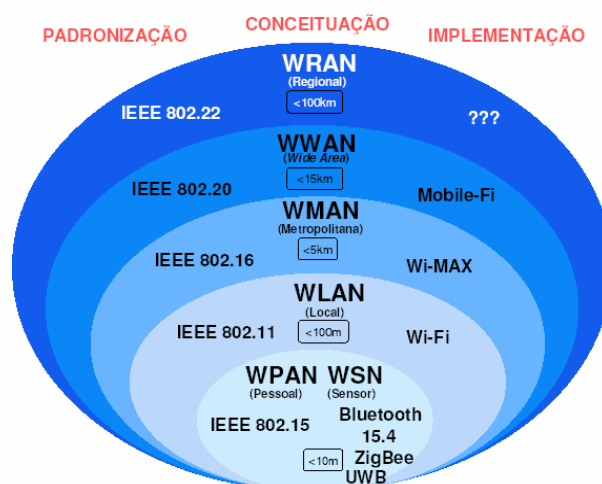 PADRONIZAÇÃO CONCEITUAÇÃO IMPLEMENTAÇÃO
WRAN
(Regional)
<100km
IEEE 802.22 ???
WWAN
(Wide Area)
<15km
IEEE 802.20 Mobile-Fi
WMAN
(Metropolitana)
<5km
IEEE 802.16 Wi-MAX
WLAN
(Local)
<100m
IEEE 802.11 Wi-Fi
WPAN WSN
(Pessoal) (Sensor)
IEEE 802.15 Bluetooth
15.4
<10m ZigBee
UWB